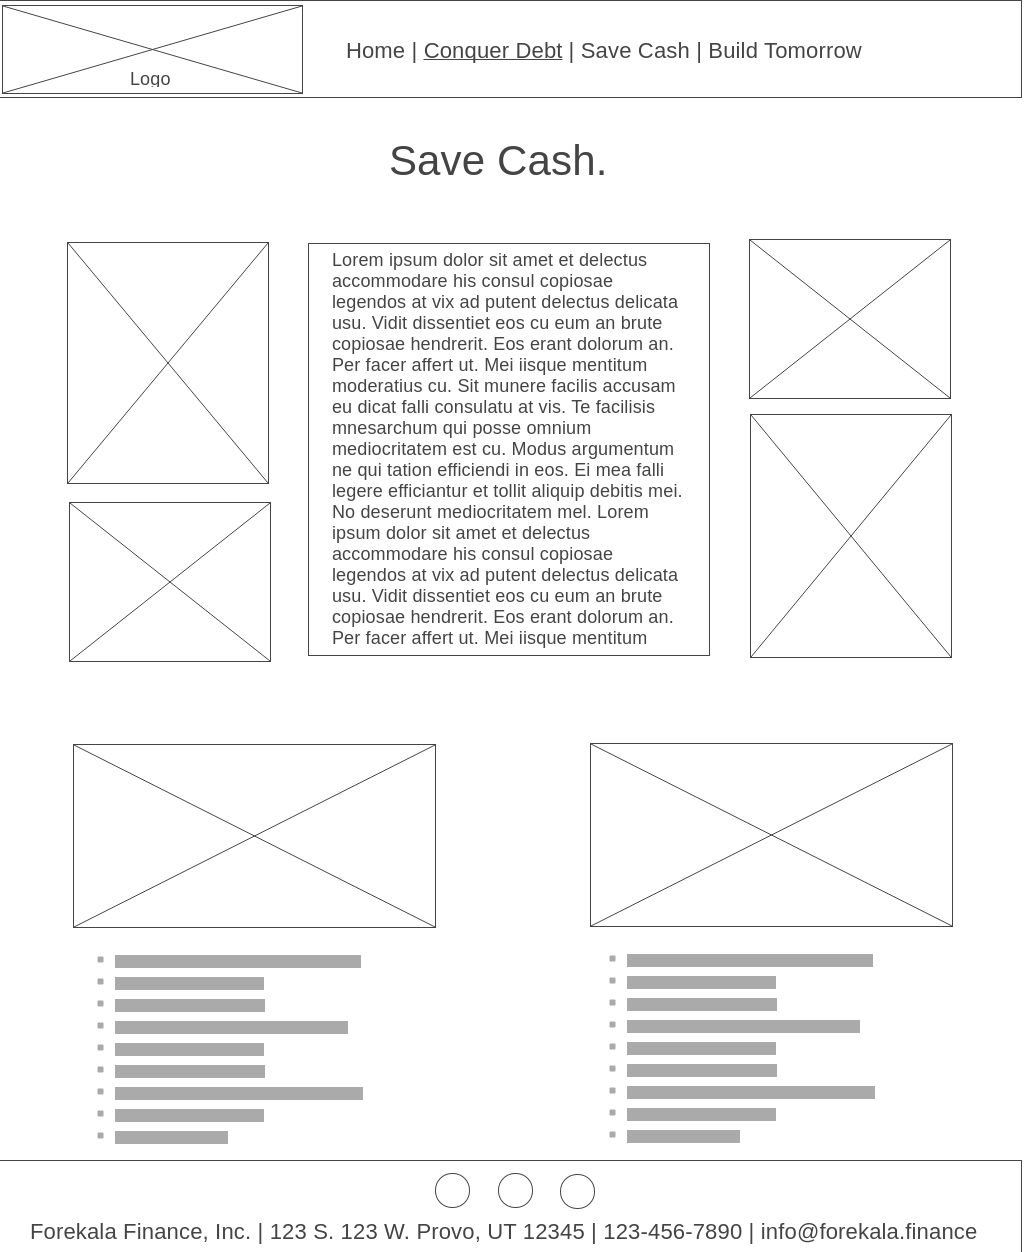 Logo
Home | Conquer Debt | Save Cash | Build Tomorrow
Save Cash.
Lorem ipsum dolor sit amet et delectus
accommodare his consul copiosae
legendos at vix ad putent delectus delicata
usu. Vidit dissentiet eos cu eum an brute
copiosae hendrerit. Eos erant dolorum an.
Per facer affert ut. Mei iisque mentitum
moderatius cu. Sit munere facilis accusam
eu dicat falli consulatu at vis. Te facilisis
mnesarchum qui posse omnium
mediocritatem est cu. Modus argumentum
ne qui tation efficiendi in eos. Ei mea falli
legere efficiantur et tollit aliquip debitis mei.
No deserunt mediocritatem mel. Lorem
ipsum dolor sit amet et delectus
accommodare his consul copiosae
legendos at vix ad putent delectus delicata
usu. Vidit dissentiet eos cu eum an brute
copiosae hendrerit. Eos erant dolorum an.
Per facer affert ut. Mei iisque mentitum
Forekala Finance, Inc. | 123 S. 123 W. Provo, UT 12345 | 123-456-7890 | info@forekala.finance